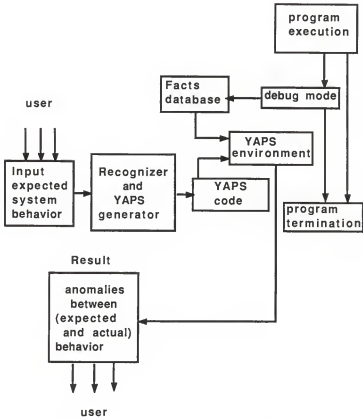 program
execution
Facts
database
debug mode
user
YAPS
environment
Input
expected
system
behavior
Recognizer
and
YAPS
generator
YAPS
code
program
termination
Result
anomalies
between
(expected
and actual)
behavior
user